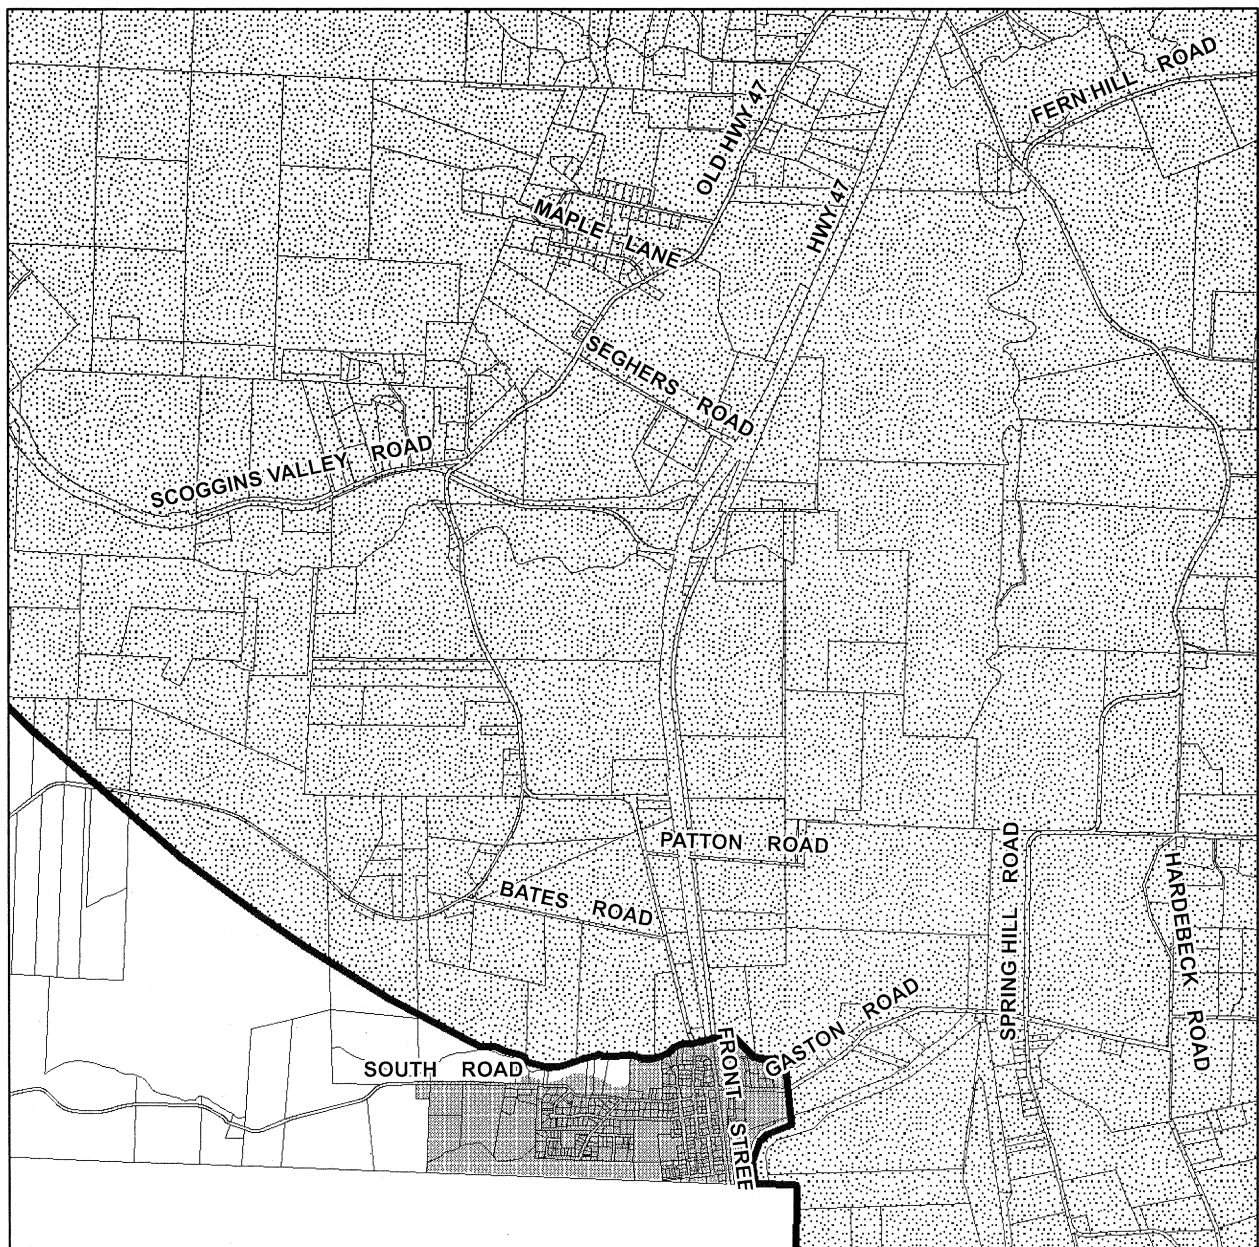 FERN HILL ROAD
OLD HWY 47
HWY 47
MAPLE LANE
SEGHERS ROAD
SCOGGINS VALLEY ROAD
PATTON ROAD
BATES ROAD
SPRING HILL ROAD
HARDEBECK ROAD
GASTON ROAD
SOUTH ROAD
FRONT STREE